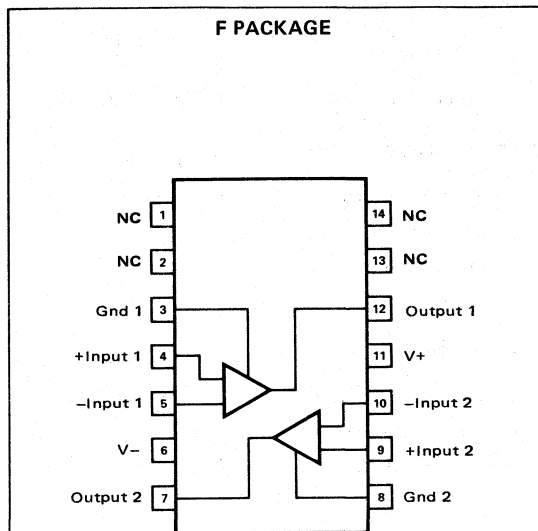 F PACKAGE
NC 1 14 NC
NC 2 13 NC
Gnd 1 3 12 Output 1
+Input 1 4 11 V+
–Input 1 5 10 –Input 2
V– 6 9 +Input 2
Output 2 7 8 Gnd 2